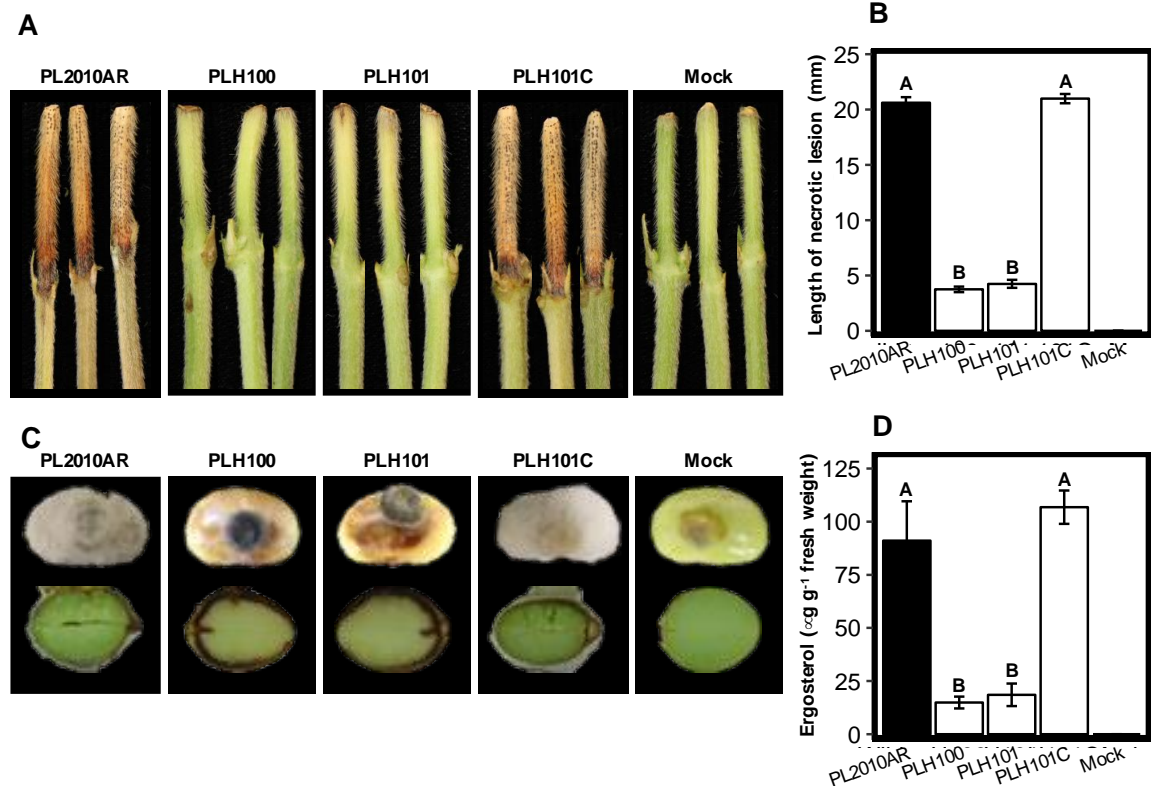 A
PL2010AR PLH100 PLH101 PLH101C Mock
B
Length of necrotic lesion (mm)
25
20
15
10
5
0
A
B
B
A
PL2010AR PLH100 PLH101 PLH101C Mock
C
PL2010AR PLH100 PLH101 PLH101C Mock
D
Ergosterol (∝g g⁻¹ fresh weight)
125
100
75
50
25
0
A
B
B
A
PL2010AR PLH100 PLH101 PLH101C Mock